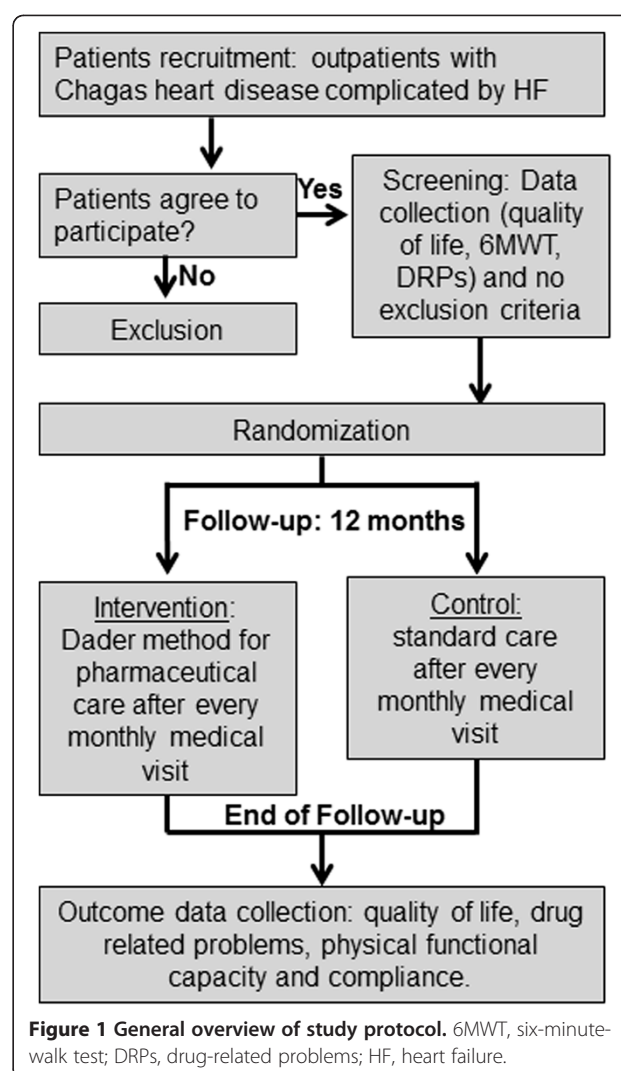 Patients recruitment: outpatients with
Chagas heart disease complicated by HF
Patients agree to
participate?
Yes
No
Exclusion
Screening: Data
collection (quality
of life, 6MWT,
DRPs) and no
exclusion criteria
Randomization
Follow-up: 12 months
Intervention:
Dader method for
pharmaceutical
care after every
monthly medical
visit
Control:
standard care
after every
monthly medical
visit
End of Follow-up
Outcome data collection: quality of life, drug
related problems, physical functional
capacity and compliance.
Figure 1 General overview of study protocol. 6MWT, six-minute-
walk test; DRPs, drug-related problems; HF, heart failure.